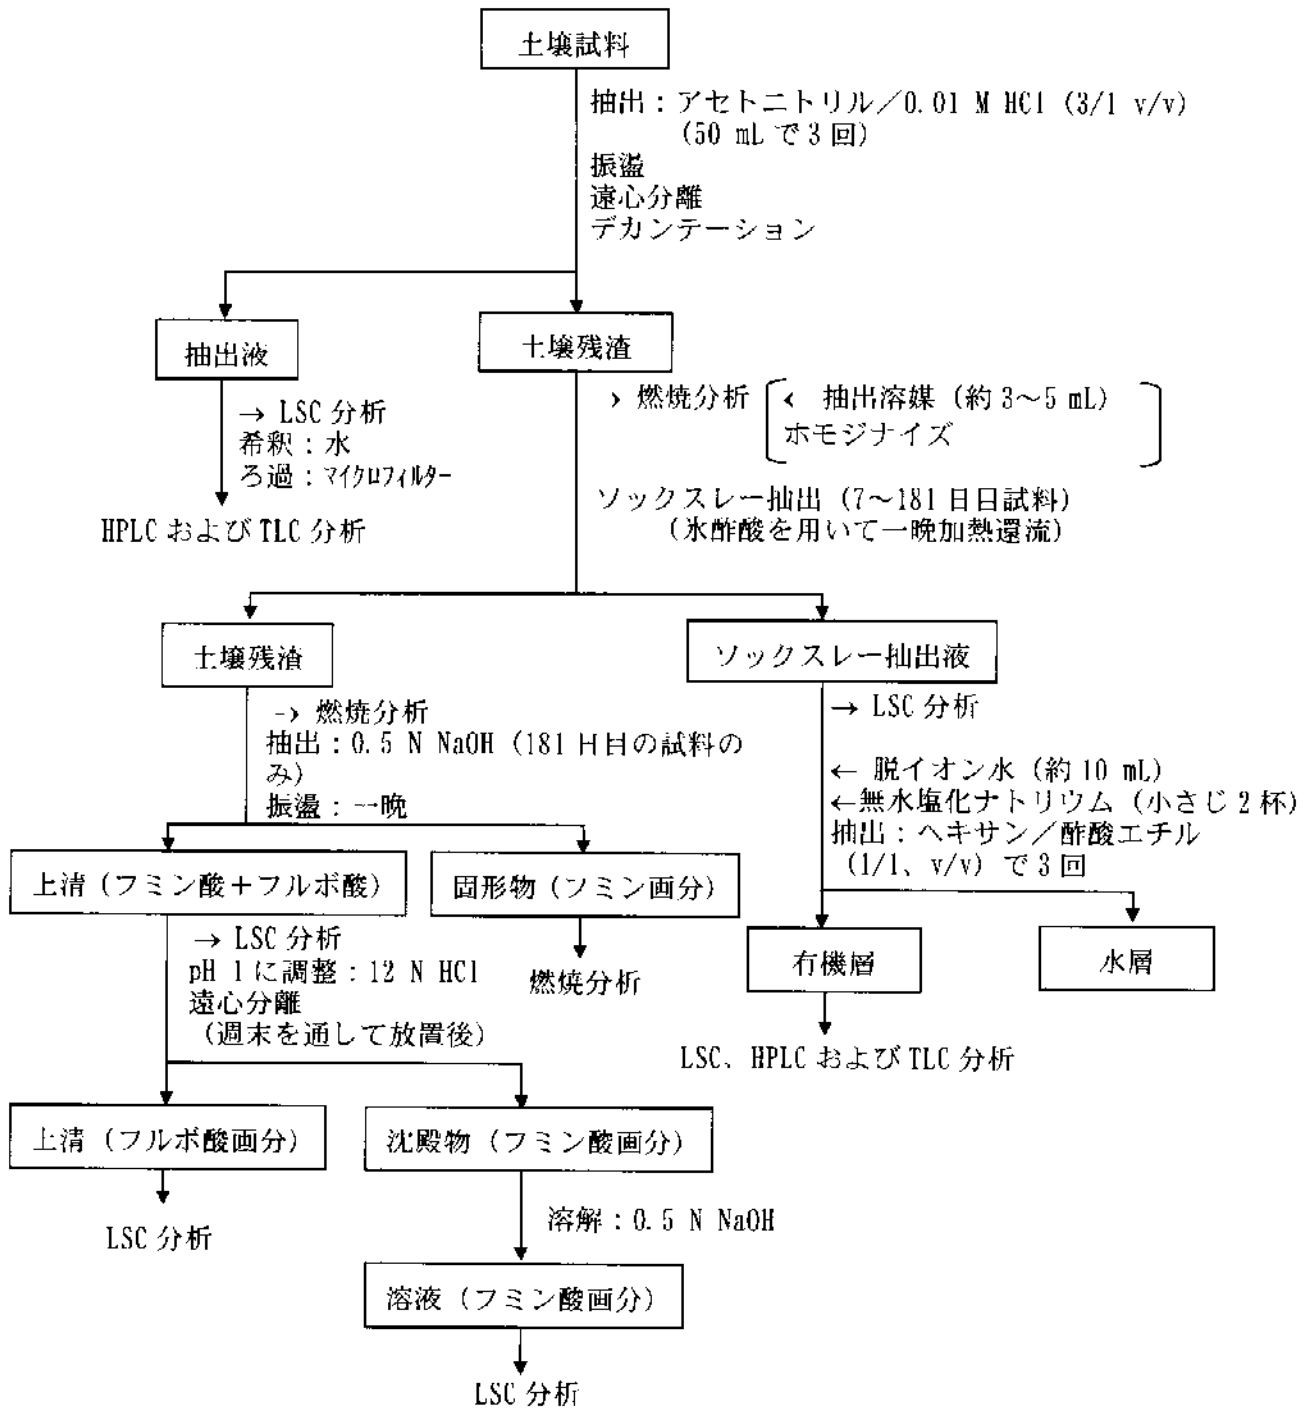 土壌試料
抽出：アセトニトリル／0.01 M HCl (3/1 v/v)
(50 mL で 3 回)
振盪
遠心分離
デカンテーション
抽出液
土壌残渣
→ LSC 分析
希釈：水
ろ過：マイクロフィルター
HPLC および TLC 分析
→ 燃焼分析
← 抽出溶媒 (約 3～5 mL)
ホモジナイズ
ソックスレー抽出 (7～181 日目試料)
(氷酢酸を用いて一晩加熱還流)
土壌残渣
→ 燃焼分析
抽出：0.5 N NaOH (181 日目の試料の
み)
振盪：一晩
ソックスレー抽出液
→ LSC 分析
← 脱イオン水 (約 10 mL)
←無水塩化ナトリウム (小さじ 2 杯)
抽出：ヘキサン／酢酸エチル
(1/1、v/v) で 3 回
上清 (フミン酸＋フルボ酸)
固形物 (フミン画分)
有機層
水層
→ LSC 分析
pH 1 に調整：12 N HCl
遠心分離
(週末を通して放置後)
燃焼分析
LSC、HPLC および TLC 分析
上清 (フルボ酸画分)
沈殿物 (フミン酸画分)
LSC 分析
溶解：0.5 N NaOH
溶液 (フミン酸画分)
LSC 分析